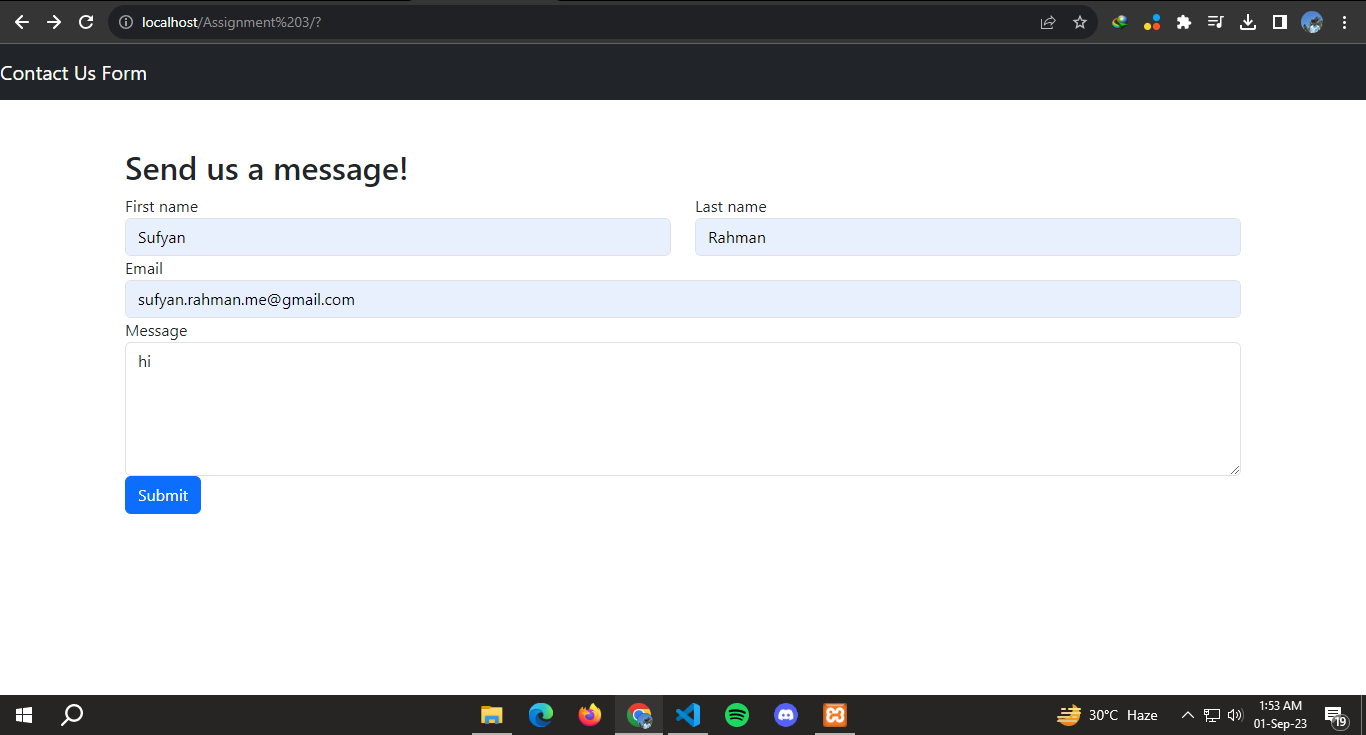 localhost/Assignment%203/?
Contact Us Form
Send us a message!
First name Last name
Sufyan Rahman
Email
sufyan.rahman.me@gmail.com
Message
hi
Submit
30°C Haze
1:53 AM
01-Sep-23
19